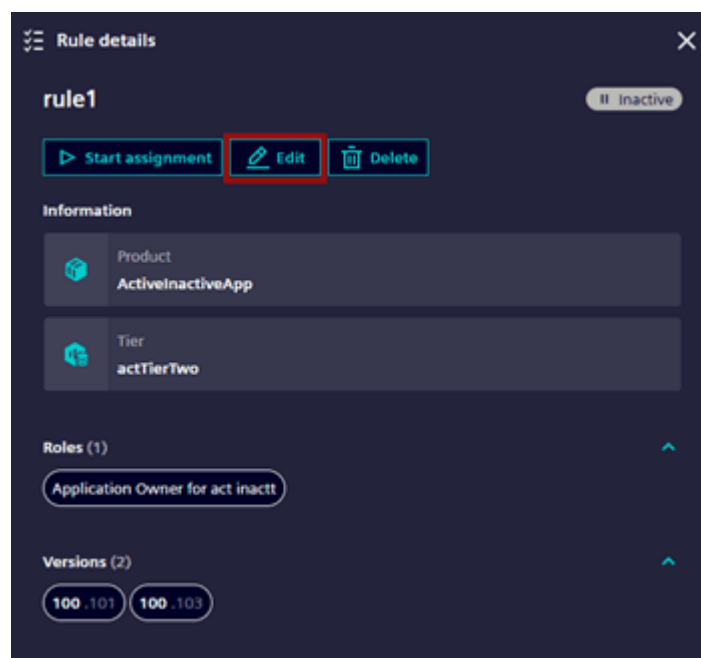 Rule details
rule1
Inactive
Start assignment Edit Delete
Information
Product
ActiveInactiveApp
Tier
actTierTwo
Roles (1)
Application Owner for act inactt
Versions (2)
100.101 100.103